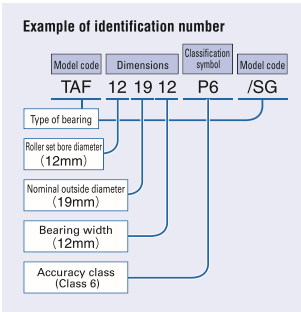 Example of identification number
Classification
symbol
Model code
Dimensions
Model code
TAF 12 19 12 P6 /SG
Type of bearing
Roller set bore diameter
(12mm)
Nominal outside diameter
(19mm)
Bearing width
(12mm)
Accuracy class
(Class 6)